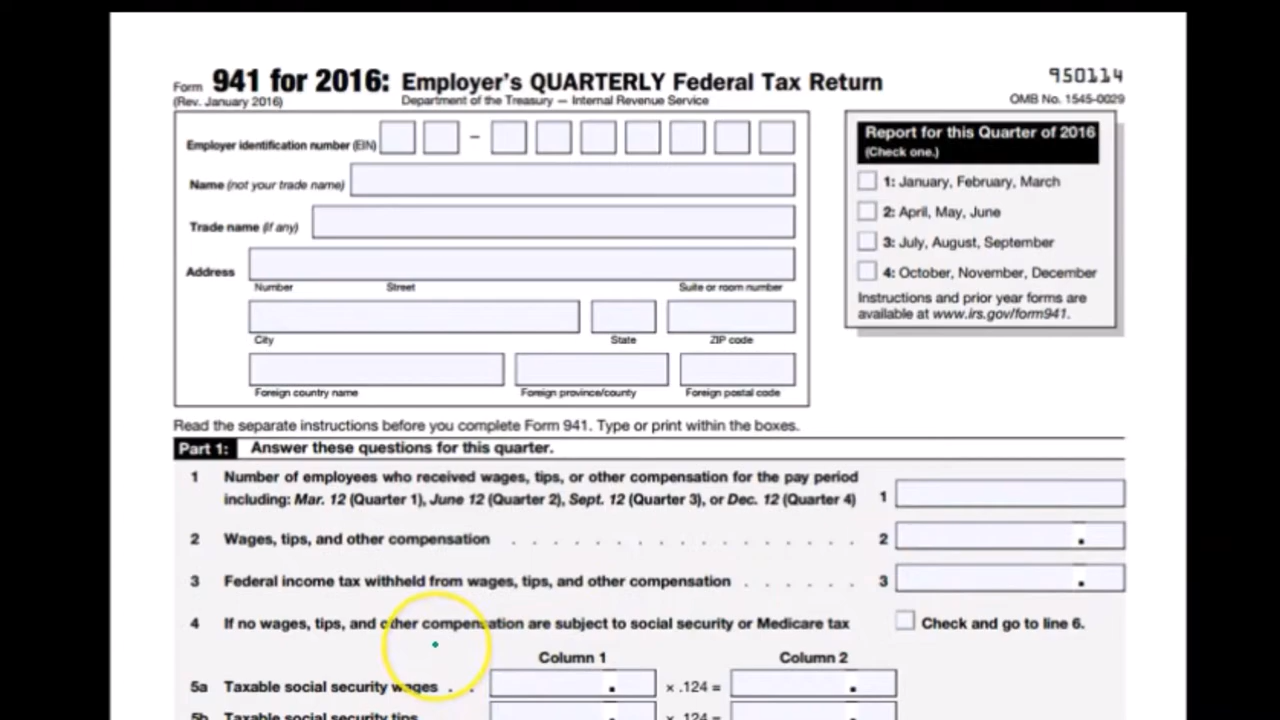 Form 941 for 2016: Employer's QUARTERLY Federal Tax Return
950114
(Rev. January 2016)
Department of the Treasury — Internal Revenue Service
OMB No. 1545-0029
Employer identification number (EIN)
–
Name (not your trade name)
Trade name (if any)
Address
Number Street Suite or room number
City State ZIP code
Foreign country name Foreign province/county Foreign postal code
Report for this Quarter of 2016
(Check one.)
1: January, February, March
2: April, May, June
3: July, August, September
4: October, November, December
Instructions and prior year forms are
available at www.irs.gov/form941.
Read the separate instructions before you complete Form 941. Type or print within the boxes.
Part 1: Answer these questions for this quarter.
1 Number of employees who received wages, tips, or other compensation for the pay period
including: Mar. 12 (Quarter 1), June 12 (Quarter 2), Sept. 12 (Quarter 3), or Dec. 12 (Quarter 4) 1
2 Wages, tips, and other compensation . . . . . . . . . . . . . . . . . 2 .
3 Federal income tax withheld from wages, tips, and other compensation . . . . . . 3 .
4 If no wages, tips, and other compensation are subject to social security or Medicare tax Check and go to line 6.
Column 1 Column 2
5a Taxable social security wages . . . × .124 = .
5b Taxable social security tips . × .124 = .